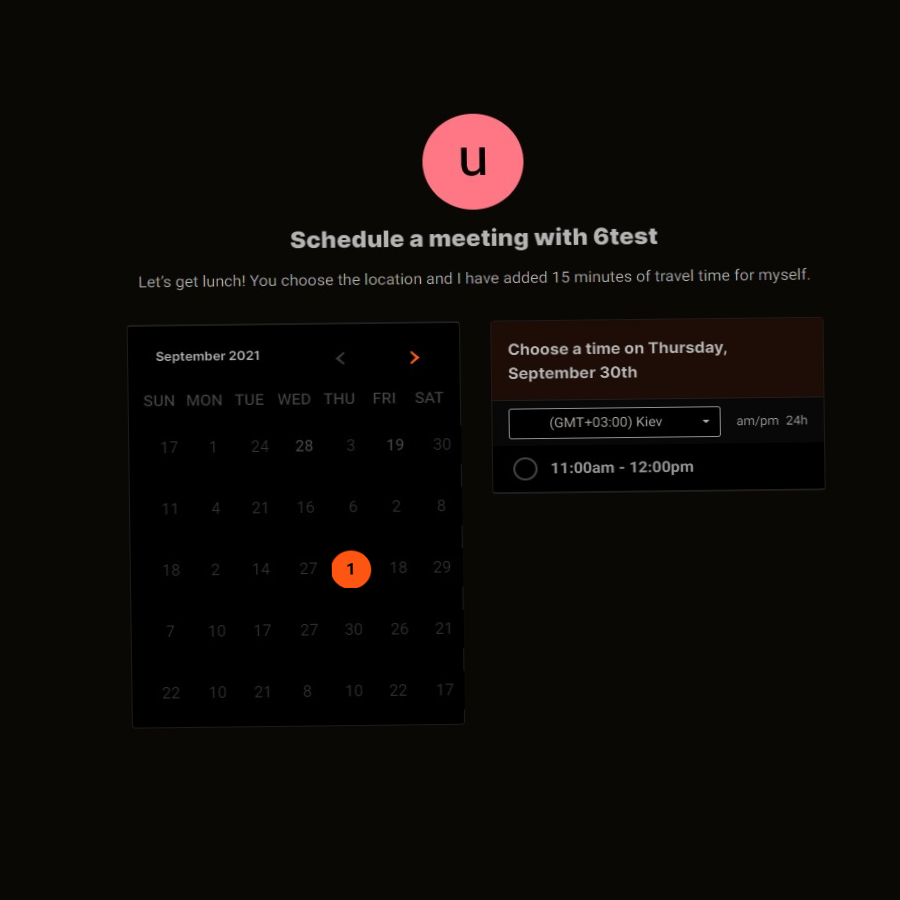 u
Schedule a meeting with 6test
Let's get lunch! You choose the location and I have added 15 minutes of travel time for myself.
September 2021
SUN MON TUE WED THU FRI SAT
17 1 24 28 3 19 30
11 4 21 16 6 2 8
18 2 14 27 1 18 29
7 10 17 27 30 26 21
22 10 21 8 10 22 17
Choose a time on Thursday,
September 30th
(GMT+03:00) Kiev am/pm 24h
11:00am - 12:00pm